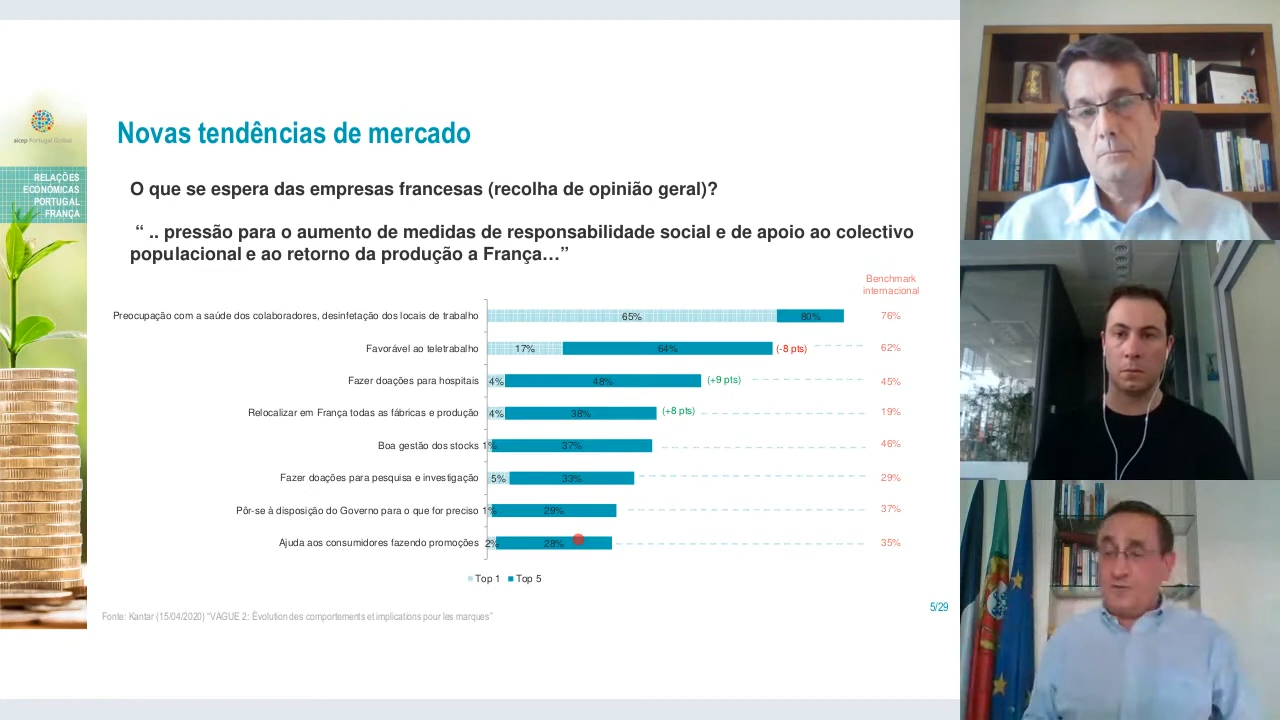 aicep Portugal Global
RELAÇÕES
ECONÓMICAS
PORTUGAL
FRANÇA
Novas tendências de mercado
O que se espera das empresas francesas (recolha de opinião geral)?
“ .. pressão para o aumento de medidas de responsabilidade social e de apoio ao colectivo
populacional e ao retorno da produção a França…”
Benchmark
internacional
Preocupação com a saúde dos colaboradores, desinfetação dos locais de trabalho 65% 80% 76%
Favorável ao teletrabalho 17% 64% (-8 pts) 62%
Fazer doações para hospitais 4% 48% (+9 pts) 45%
Relocalizar em França todas as fábricas e produção 4% 38% (+8 pts) 19%
Boa gestão dos stocks 1% 37% 46%
Fazer doações para pesquisa e investigação 5% 33% 29%
Pôr-se à disposição do Governo para o que for preciso 1% 29% 37%
Ajuda aos consumidores fazendo promoções 2% 28% 35%
Top 1 Top 5
5/29
Fonte: Kantar (15/04/2020) “VAGUE 2: Évolution des comportements et implications pour les marques”